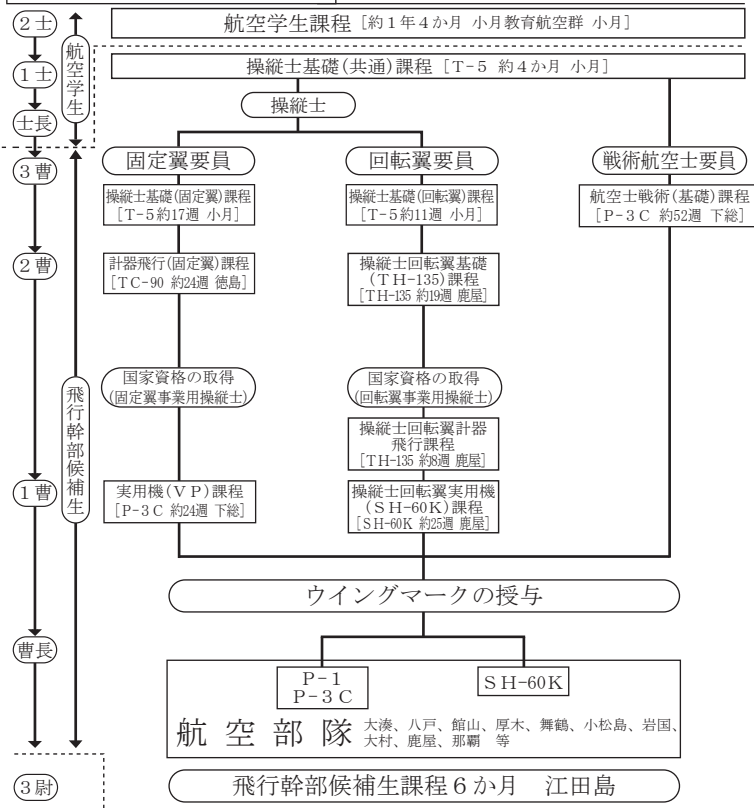 2士
1士
士長
3曹
2曹
1曹
曹長
3尉
航空学生
飛行幹部候補生
航空学生課程 [約1年4か月 小月教育航空群 小月]
操縦士基礎(共通)課程 [T-5 約4か月 小月]
操縦士
固定翼要員
回転翼要員
戦術航空士要員
操縦士基礎(固定翼)課程
[T-5約17週 小月]
操縦士基礎(回転翼)課程
[T-5約11週 小月]
航空士戦術(基礎)課程
[P-3C 約52週 下総]
計器飛行(固定翼)課程
[TC-90 約24週 徳島]
操縦士回転翼基礎
(TH-135)課程
[TH-135 約19週 鹿屋]
国家資格の取得
(固定翼事業用操縦士)
国家資格の取得
(回転翼事業用操縦士)
操縦士回転翼計器
飛行課程
[TH-135 約8週 鹿屋]
実用機(VP)課程
[P-3C 約24週 下総]
操縦士回転翼実用機
(SH-60K)課程
[SH-60K 約25週 鹿屋]
ウイングマークの授与
P-1
P-3C
SH-60K
航空部隊
大湊、八戸、館山、厚木、舞鶴、小松島、岩国、
大村、鹿屋、那覇 等
飛行幹部候補生課程6か月 江田島